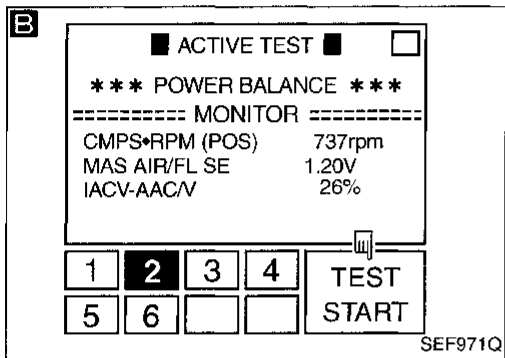 B
■ ACTIVE TEST ■ □
* * * POWER BALANCE * * *
========== MONITOR ==========
CMPS◆RPM (POS) 737rpm
MAS AIR/FL SE 1.20V
IACV-AAC/V 26%
1 2 3 4 TEST
5 6 START
SEF971Q